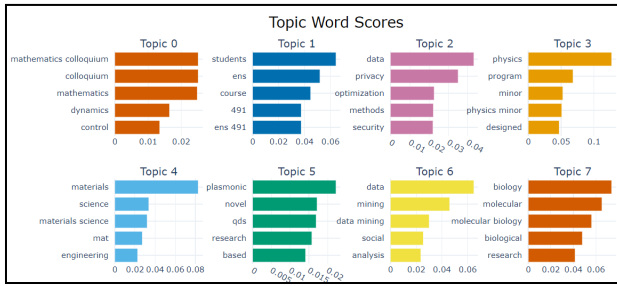 Topic Word Scores
Topic 0
mathematics colloquium
colloquium
mathematics
dynamics
control
0 0.01 0.02
Topic 1
students
ens
course
491
ens 491
0 0.02 0.04 0.06
Topic 2
data
privacy
optimization
methods
security
0 0.01 0.02 0.03 0.04
Topic 3
physics
program
minor
physics minor
designed
0 0.05 0.1
Topic 4
materials
science
materials science
mat
engineering
0 0.02 0.04 0.06 0.08
Topic 5
plasmonic
novel
qds
research
based
0 0.005 0.01 0.015 0.02
Topic 6
data
mining
data mining
social
analysis
0 0.02 0.04 0.06
Topic 7
biology
molecular
molecular biology
biological
research
0 0.02 0.04 0.06